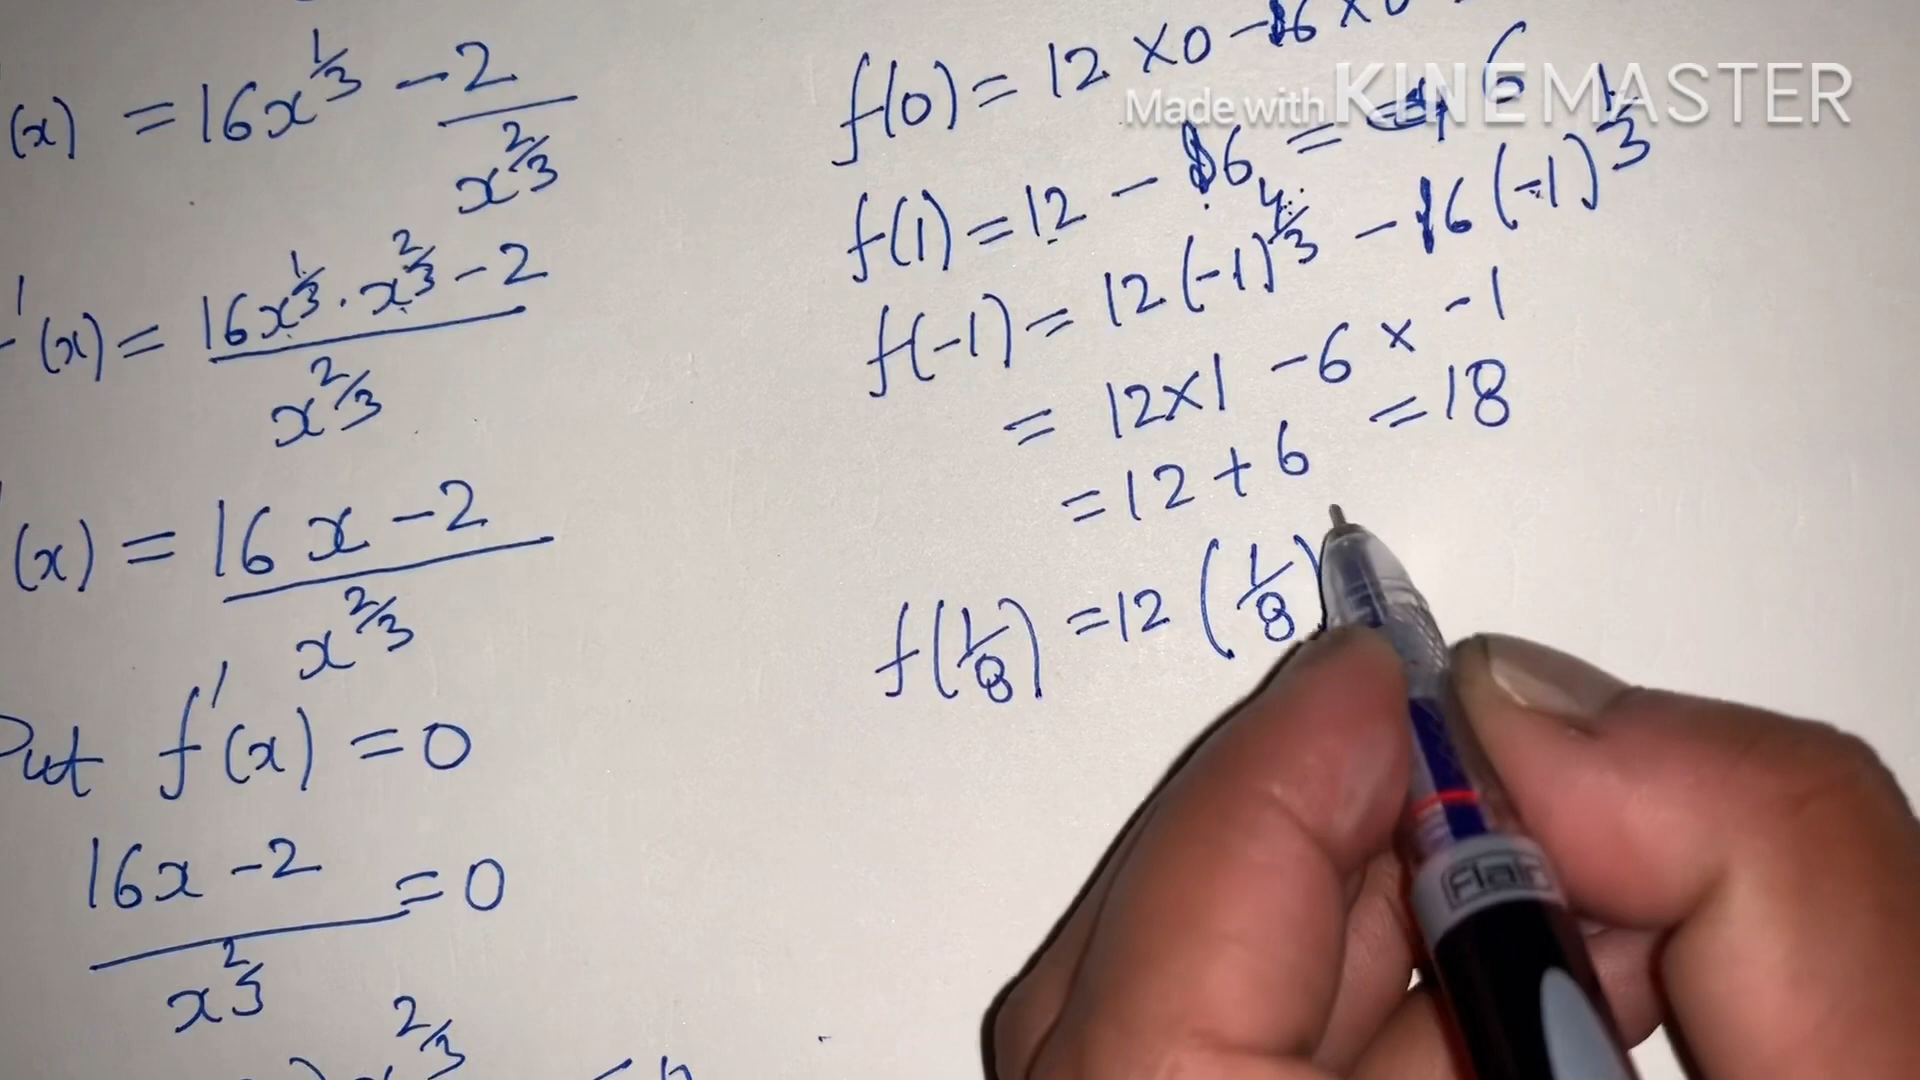 (x) = 16x^{1/3} - 2/x^{2/3}
'(x) = (16x^{1/3} . x^{2/3} - 2)/x^{2/3}
(x) = (16x - 2)/x^{2/3}
Put f'(x) = 0
(16x - 2)/x^{2/3} = 0
x^{2/3}
f(0) = 12 × 0 - 6 × 0
f(1) = 12 - 6 = 6
f(-1) = 12(-1)^{4/3} - 6(-1)^{1/3}
= 12×1 - 6 × -1
= 12 + 6 = 18
f(1/8) = 12(1/8)
Made with KINEMASTER
Flair